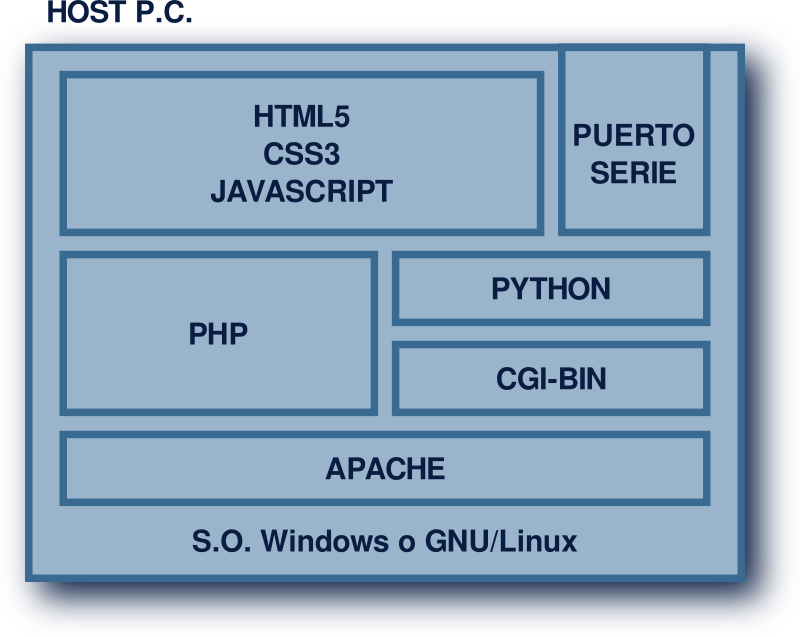 HOST P.C.
HTML5
CSS3
JAVASCRIPT
PUERTO
SERIE
PHP
PYTHON
CGI-BIN
APACHE
S.O. Windows o GNU/Linux